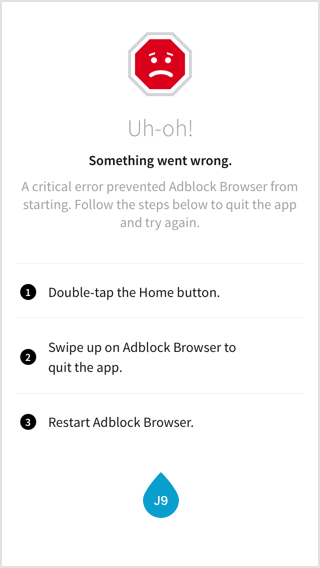 Uh-oh!
Something went wrong.
A critical error prevented Adblock Browser from
starting. Follow the steps below to quit the app
and try again.
1 Double-tap the Home button.
2 Swipe up on Adblock Browser to
quit the app.
3 Restart Adblock Browser.
J9